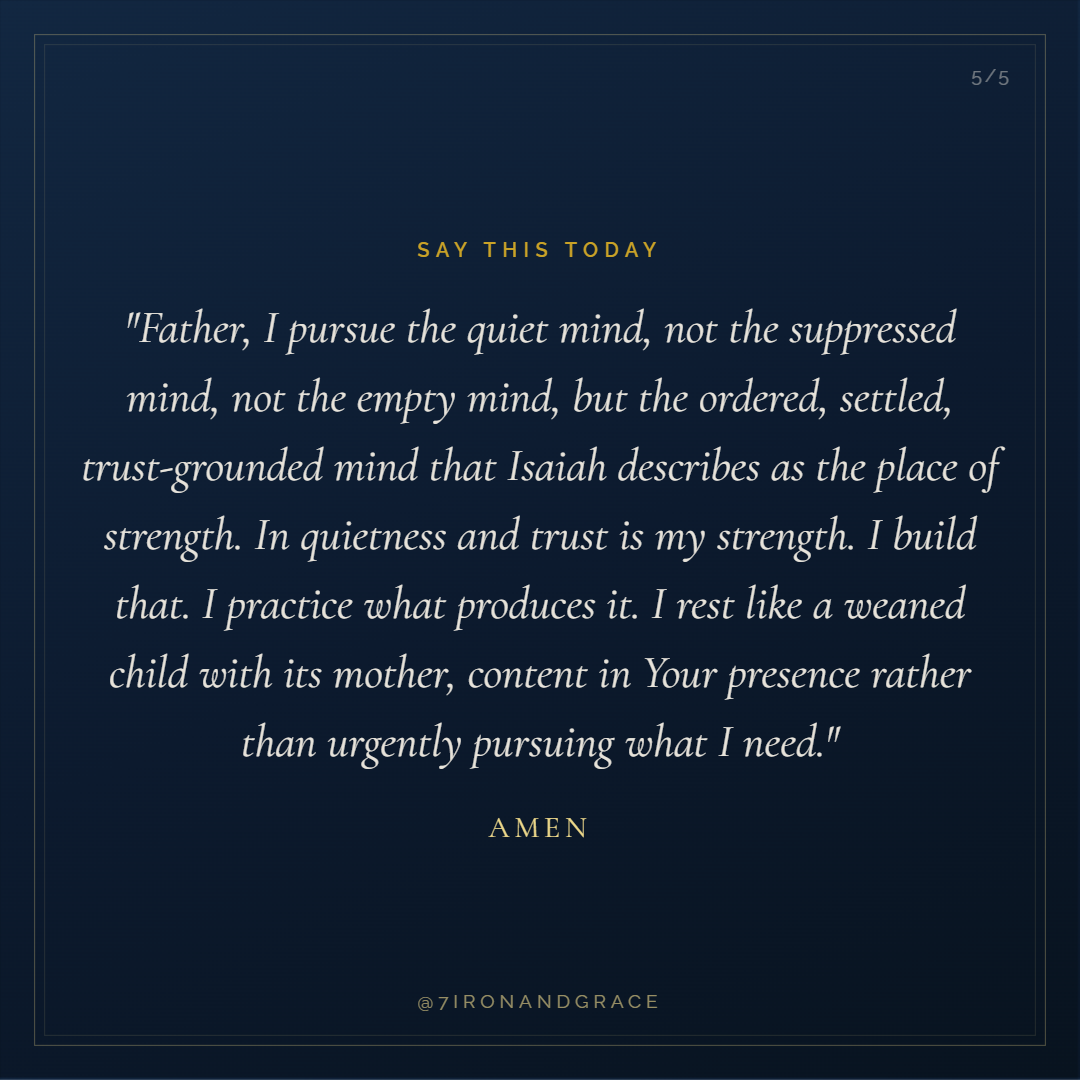 5/5
SAY THIS TODAY
"Father, I pursue the quiet mind, not the suppressed
mind, not the empty mind, but the ordered, settled,
trust-grounded mind that Isaiah describes as the place of
strength. In quietness and trust is my strength. I build
that. I practice what produces it. I rest like a weaned
child with its mother, content in Your presence rather
than urgently pursuing what I need."
AMEN
@7IRONANDGRACE